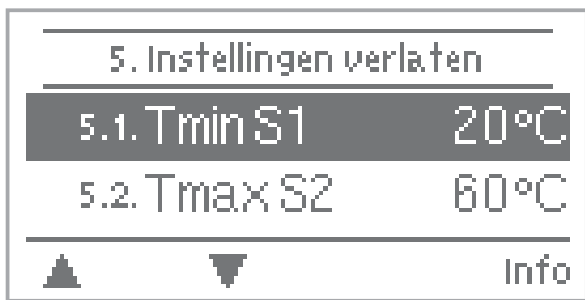 5. Instellingen verlaten
5.1. Tmin S1 20°C
5.2. Tmax S2 60°C
Info